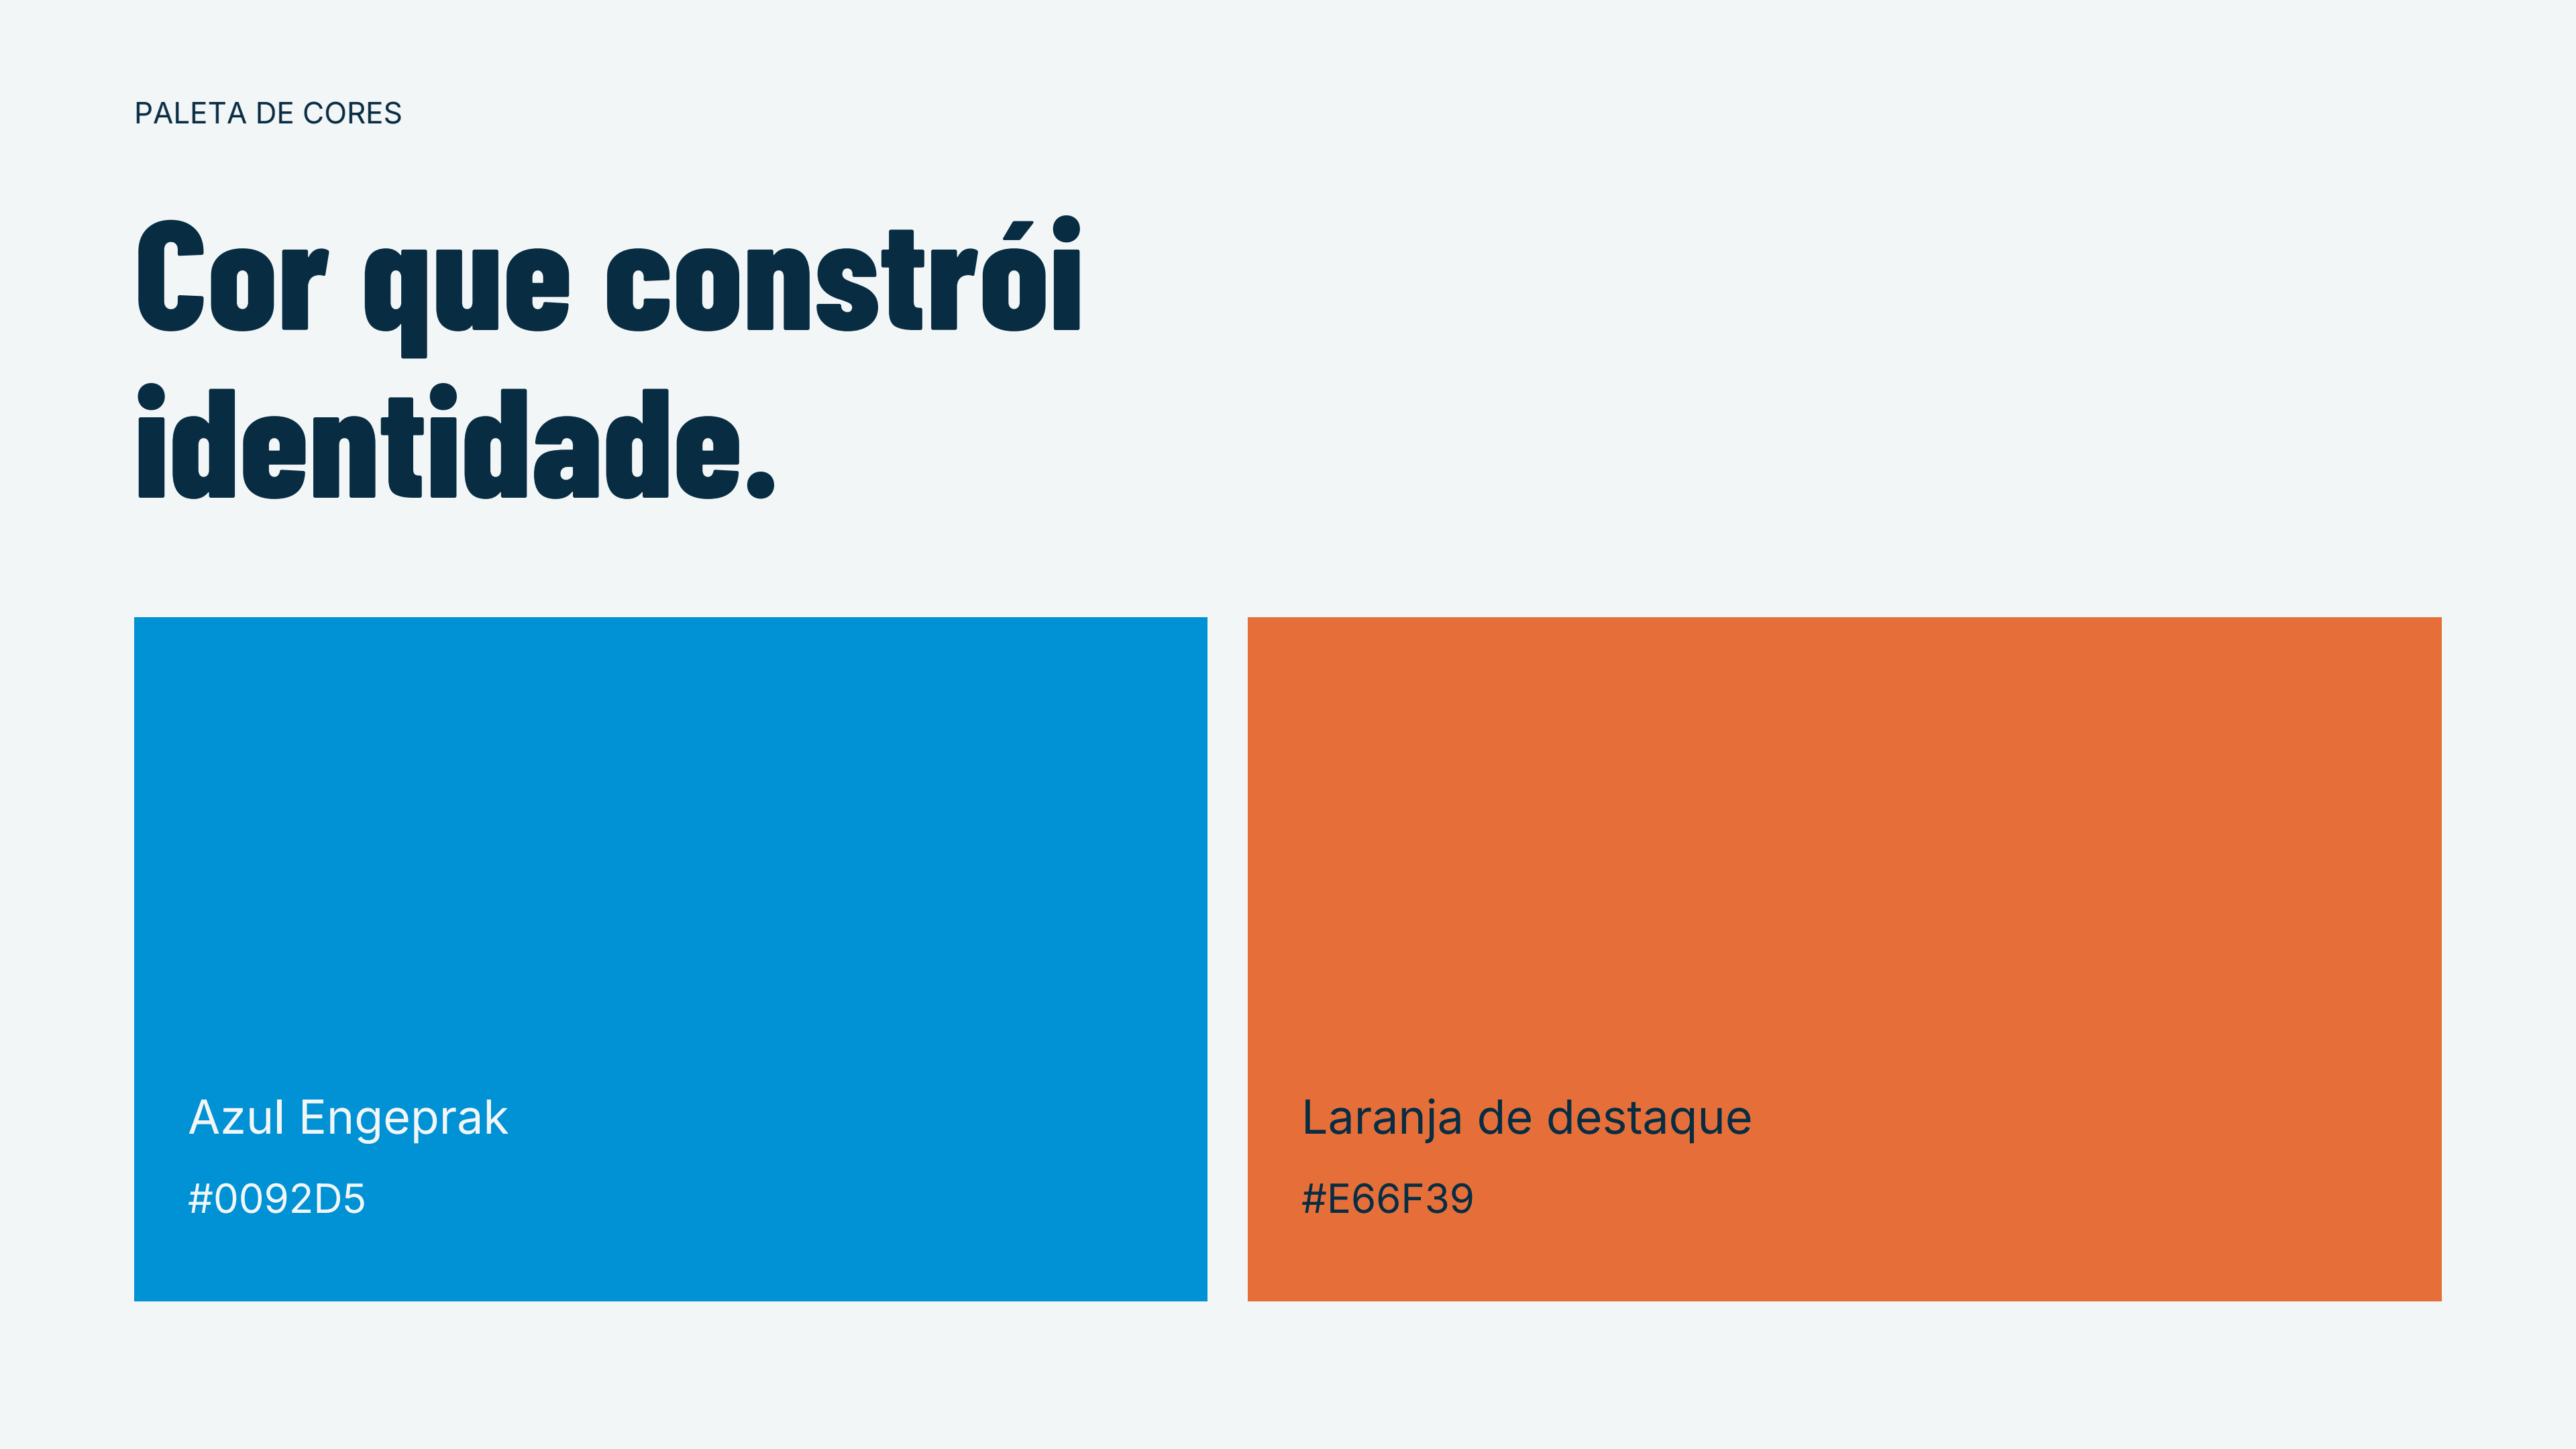 PALETA DE CORES
Cor que constrói
identidade.
Azul Engeprak
#0092D5
Laranja de destaque
#E66F39